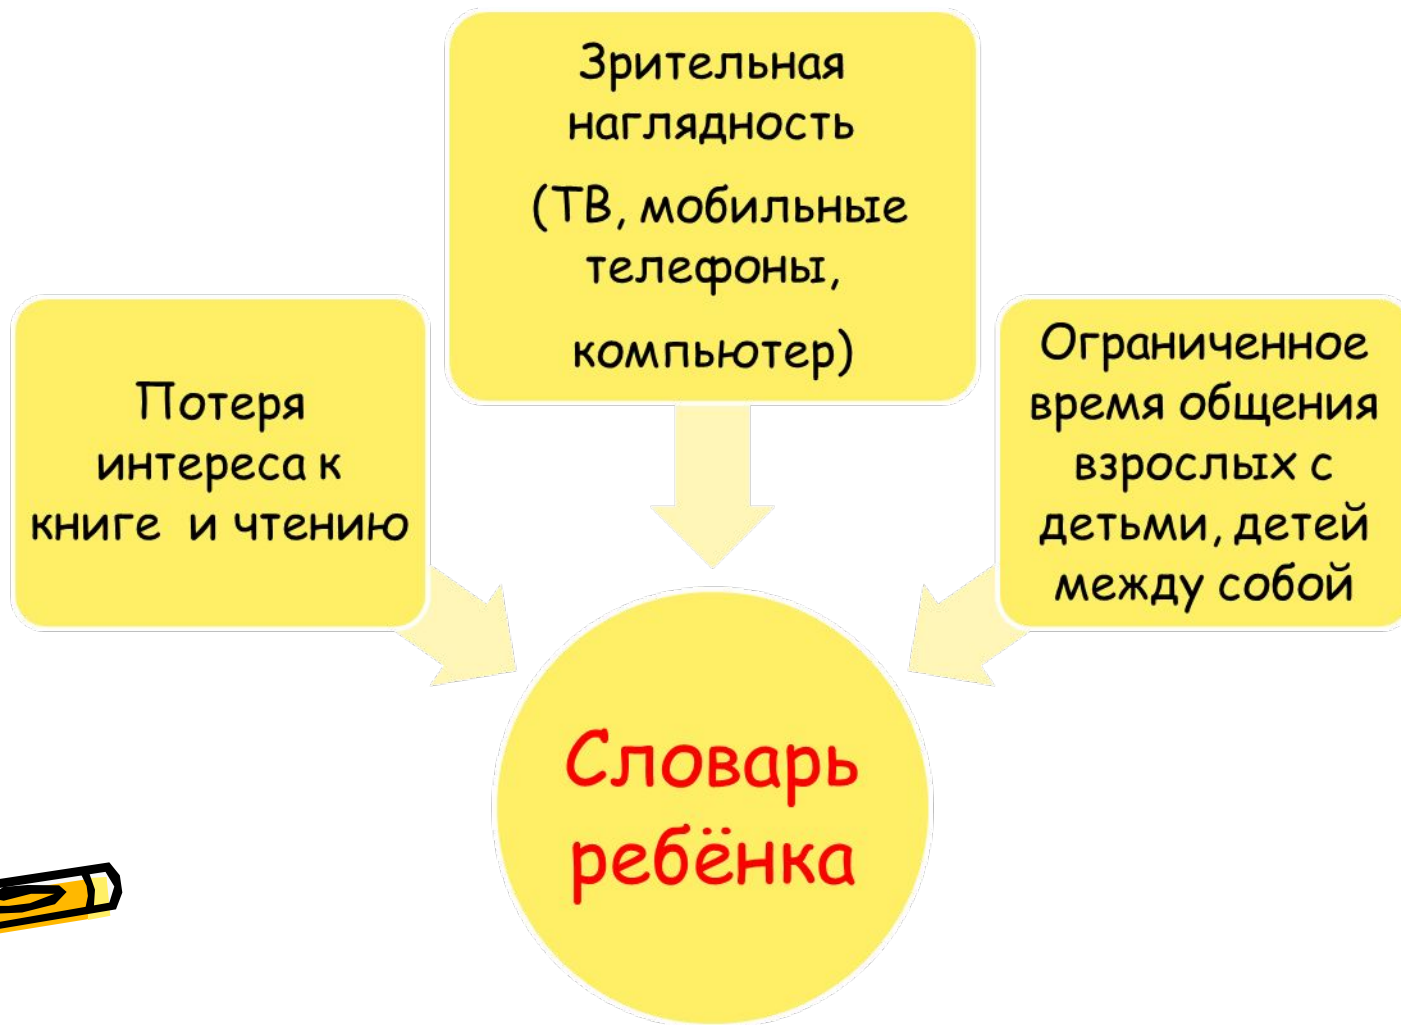 Зрительная
наглядность
(ТВ, мобильные
телефоны,
компьютер)
Потеря
интереса к
книге и чтению
Ограниченное
время общения
взрослых с
детьми, детей
между собой
Словарь
ребёнка